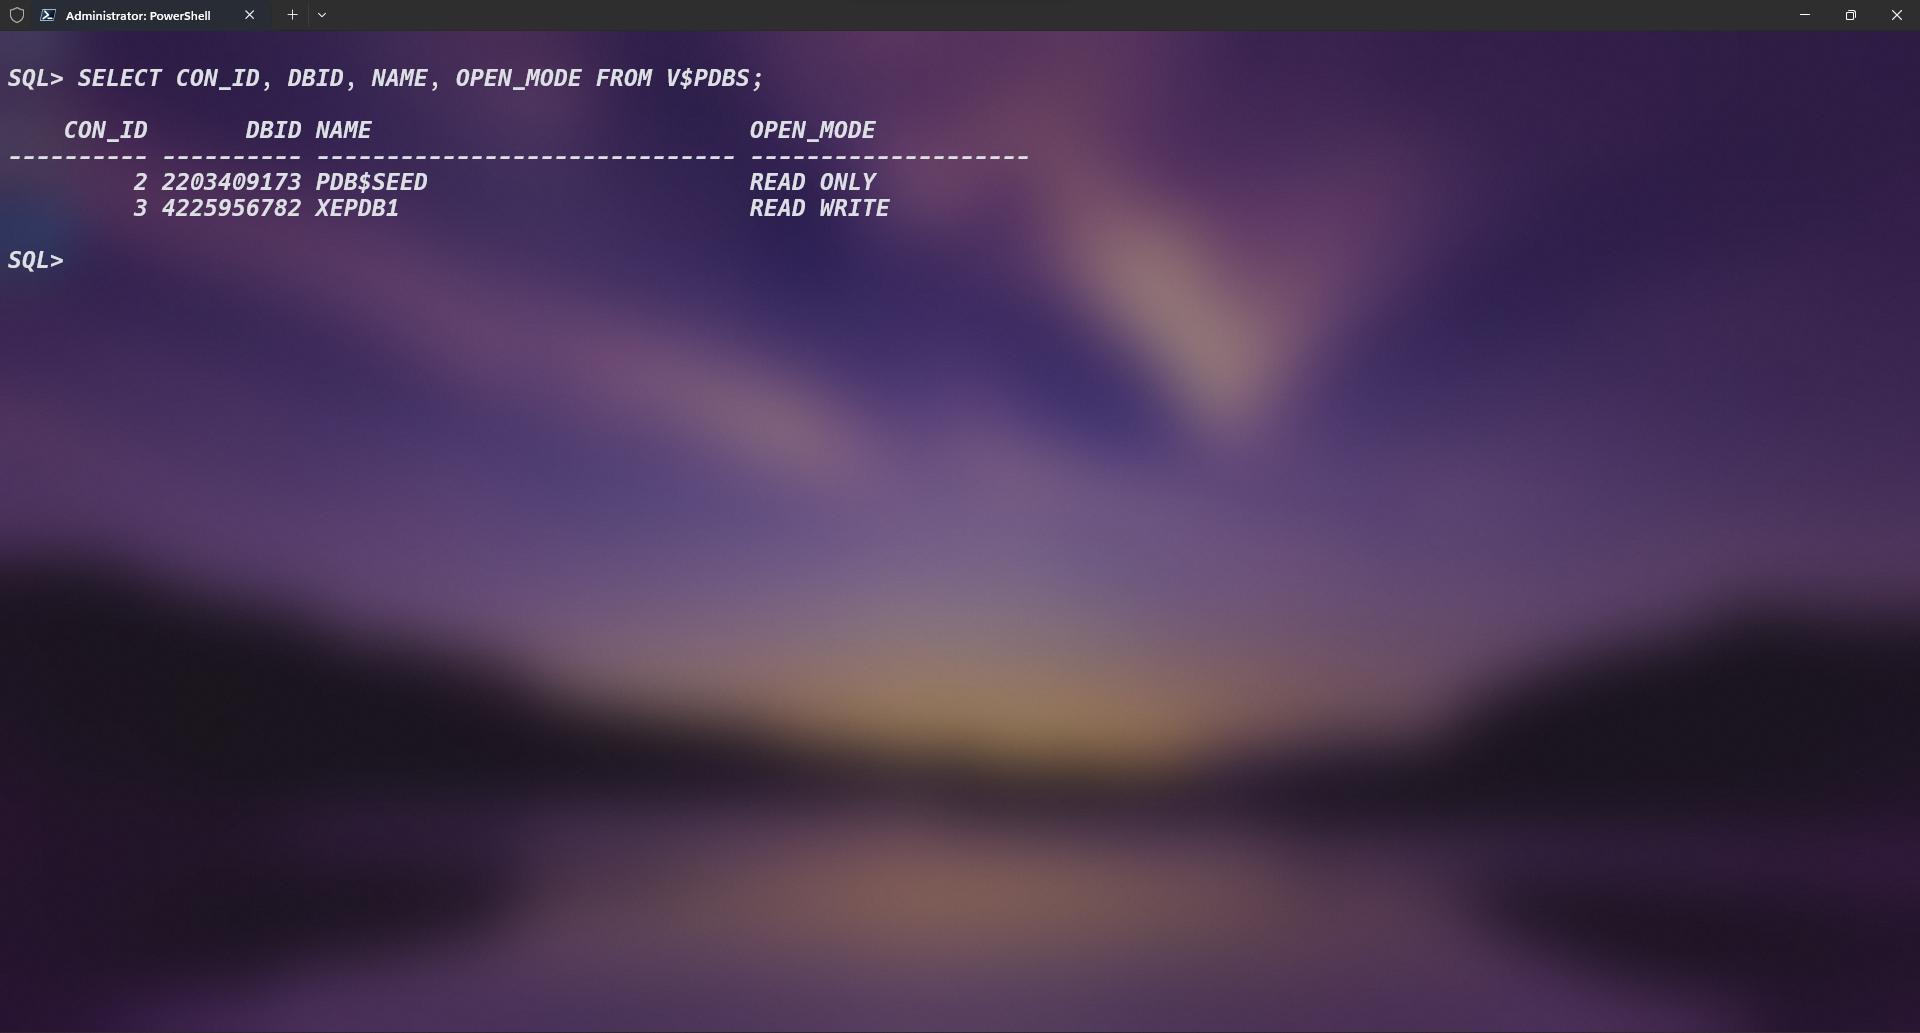 Administrator: PowerShell
SQL> SELECT CON_ID, DBID, NAME, OPEN_MODE FROM V$PDBS;
    CON_ID       DBID NAME                           OPEN_MODE
---------- ---------- ------------------------------ --------------------
         2 2203409173 PDB$SEED                       READ ONLY
         3 4225956782 XEPDB1                         READ WRITE
SQL>